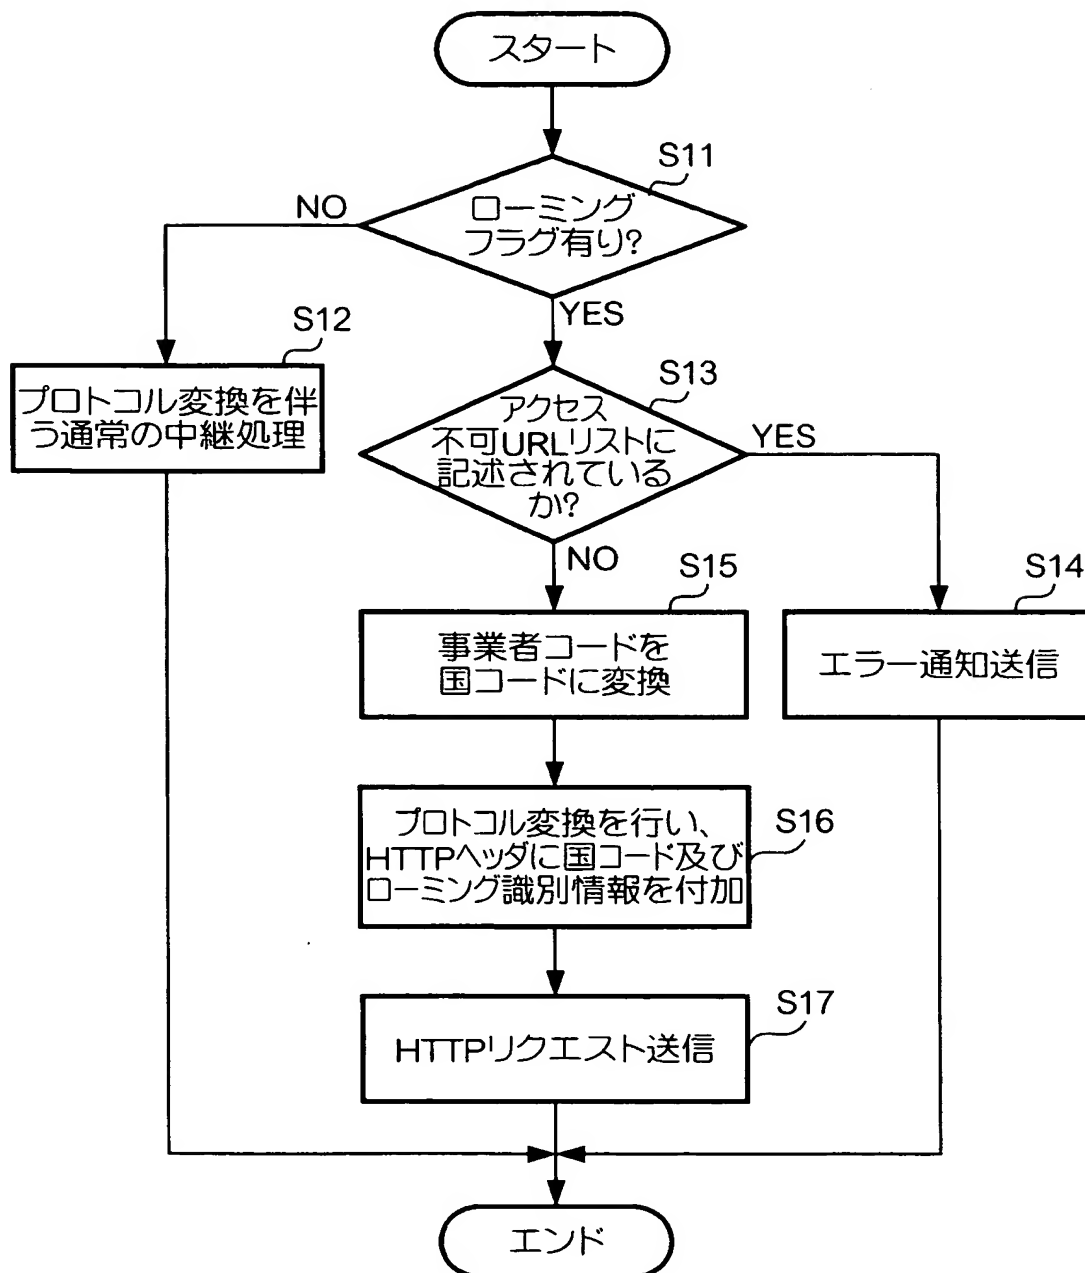 スタート
S11
ローミング
フラグ有り?
NO
YES
S12
プロトコル変換を伴
う通常の中継処理
S13
アクセス
不可URLリストに
記述されている
か?
YES
NO
S15
事業者コードを
国コードに変換
S14
エラー通知送信
S16
プロトコル変換を行い、
HTTPヘッダに国コード及び
ローミング識別情報を付加
S17
HTTPリクエスト送信
エンド